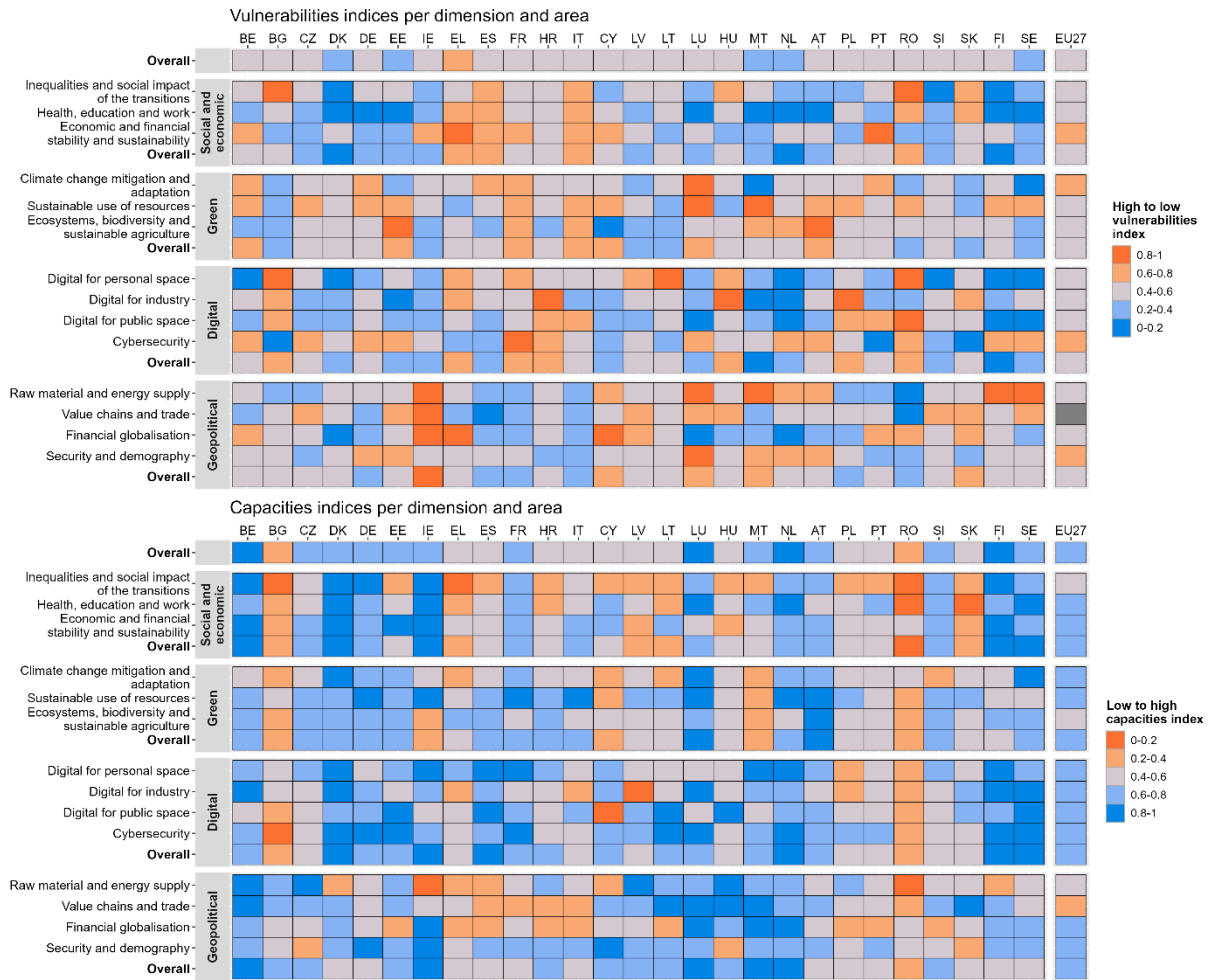 Vulnerabilities indices per dimension and area
BE BG CZ DK DE EE IE EL ES FR HR IT CY LV LT LU HU MT NL AT PL PT RO SI SK FI SE EU27
Overall
Social and
economic
Inequalities and social impact
of the transitions
Health, education and work
Economic and financial
stability and sustainability
Overall
Green
Climate change mitigation and
adaptation
Sustainable use of resources
Ecosystems, biodiversity and
sustainable agriculture
Overall
Digital
Digital for personal space
Digital for industry
Digital for public space
Cybersecurity
Overall
Geopolitical
Raw material and energy supply
Value chains and trade
Financial globalisation
Security and demography
Overall
High to low
vulnerabilities
index
0.8-1
0.6-0.8
0.4-0.6
0.2-0.4
0-0.2
Capacities indices per dimension and area
BE BG CZ DK DE EE IE EL ES FR HR IT CY LV LT LU HU MT NL AT PL PT RO SI SK FI SE EU27
Overall
Social and
economic
Inequalities and social impact
of the transitions
Health, education and work
Economic and financial
stability and sustainability
Overall
Green
Climate change mitigation and
adaptation
Sustainable use of resources
Ecosystems, biodiversity and
sustainable agriculture
Overall
Digital
Digital for personal space
Digital for industry
Digital for public space
Cybersecurity
Overall
Geopolitical
Raw material and energy supply
Value chains and trade
Financial globalisation
Security and demography
Overall
Low to high
capacities index
0-0.2
0.2-0.4
0.4-0.6
0.6-0.8
0.8-1